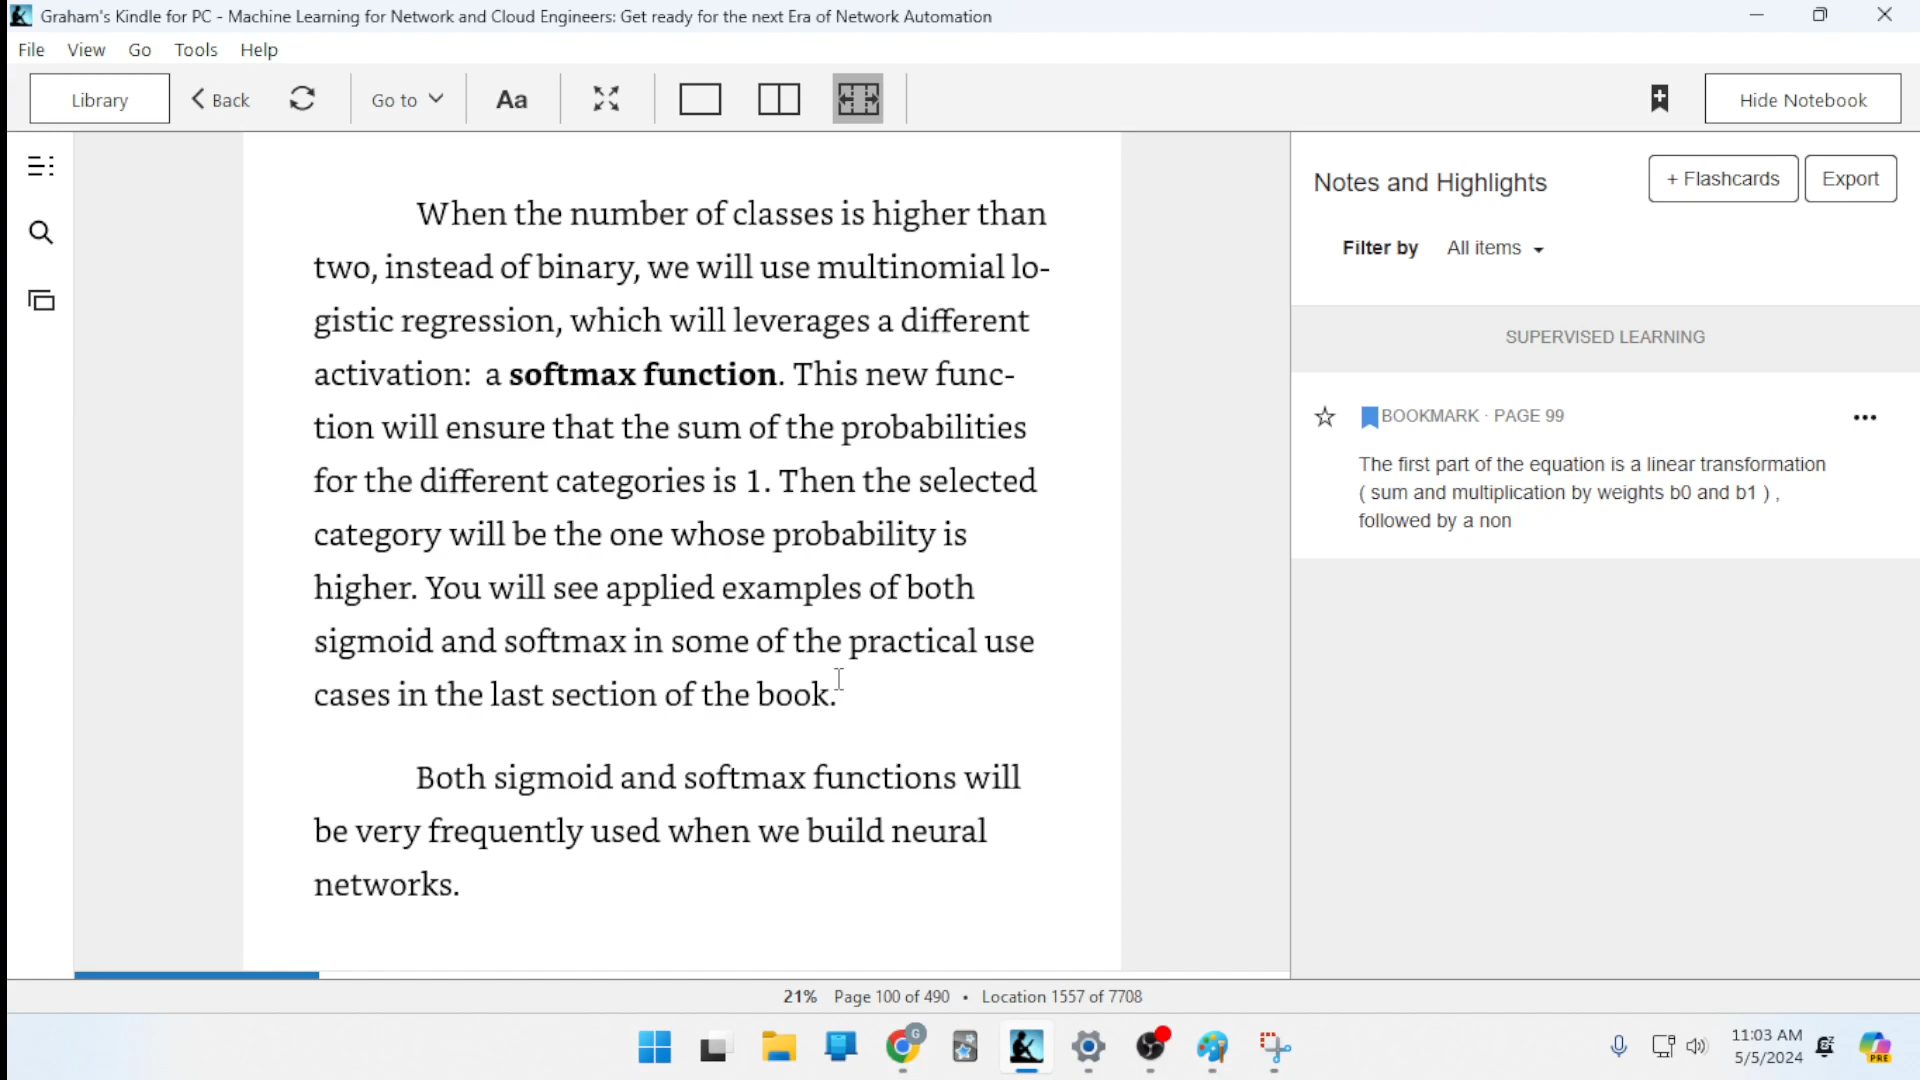 Graham's Kindle for PC - Machine Learning for Network and Cloud Engineers: Get ready for the next Era of Network Automation
File View Go Tools Help
Library Back Go to Aa Hide Notebook
When the number of classes is higher than
two, instead of binary, we will use multinomial lo-
gistic regression, which will leverages a different
activation: a softmax function. This new func-
tion will ensure that the sum of the probabilities
for the different categories is 1. Then the selected
category will be the one whose probability is
higher. You will see applied examples of both
sigmoid and softmax in some of the practical use
cases in the last section of the book.
Both sigmoid and softmax functions will
be very frequently used when we build neural
networks.
Notes and Highlights + Flashcards Export
Filter by All items
SUPERVISED LEARNING
BOOKMARK · PAGE 99
The first part of the equation is a linear transformation
( sum and multiplication by weights b0 and b1 ) ,
followed by a non
21% Page 100 of 490 • Location 1557 of 7708
G
11:03 AM
5/5/2024
PRE